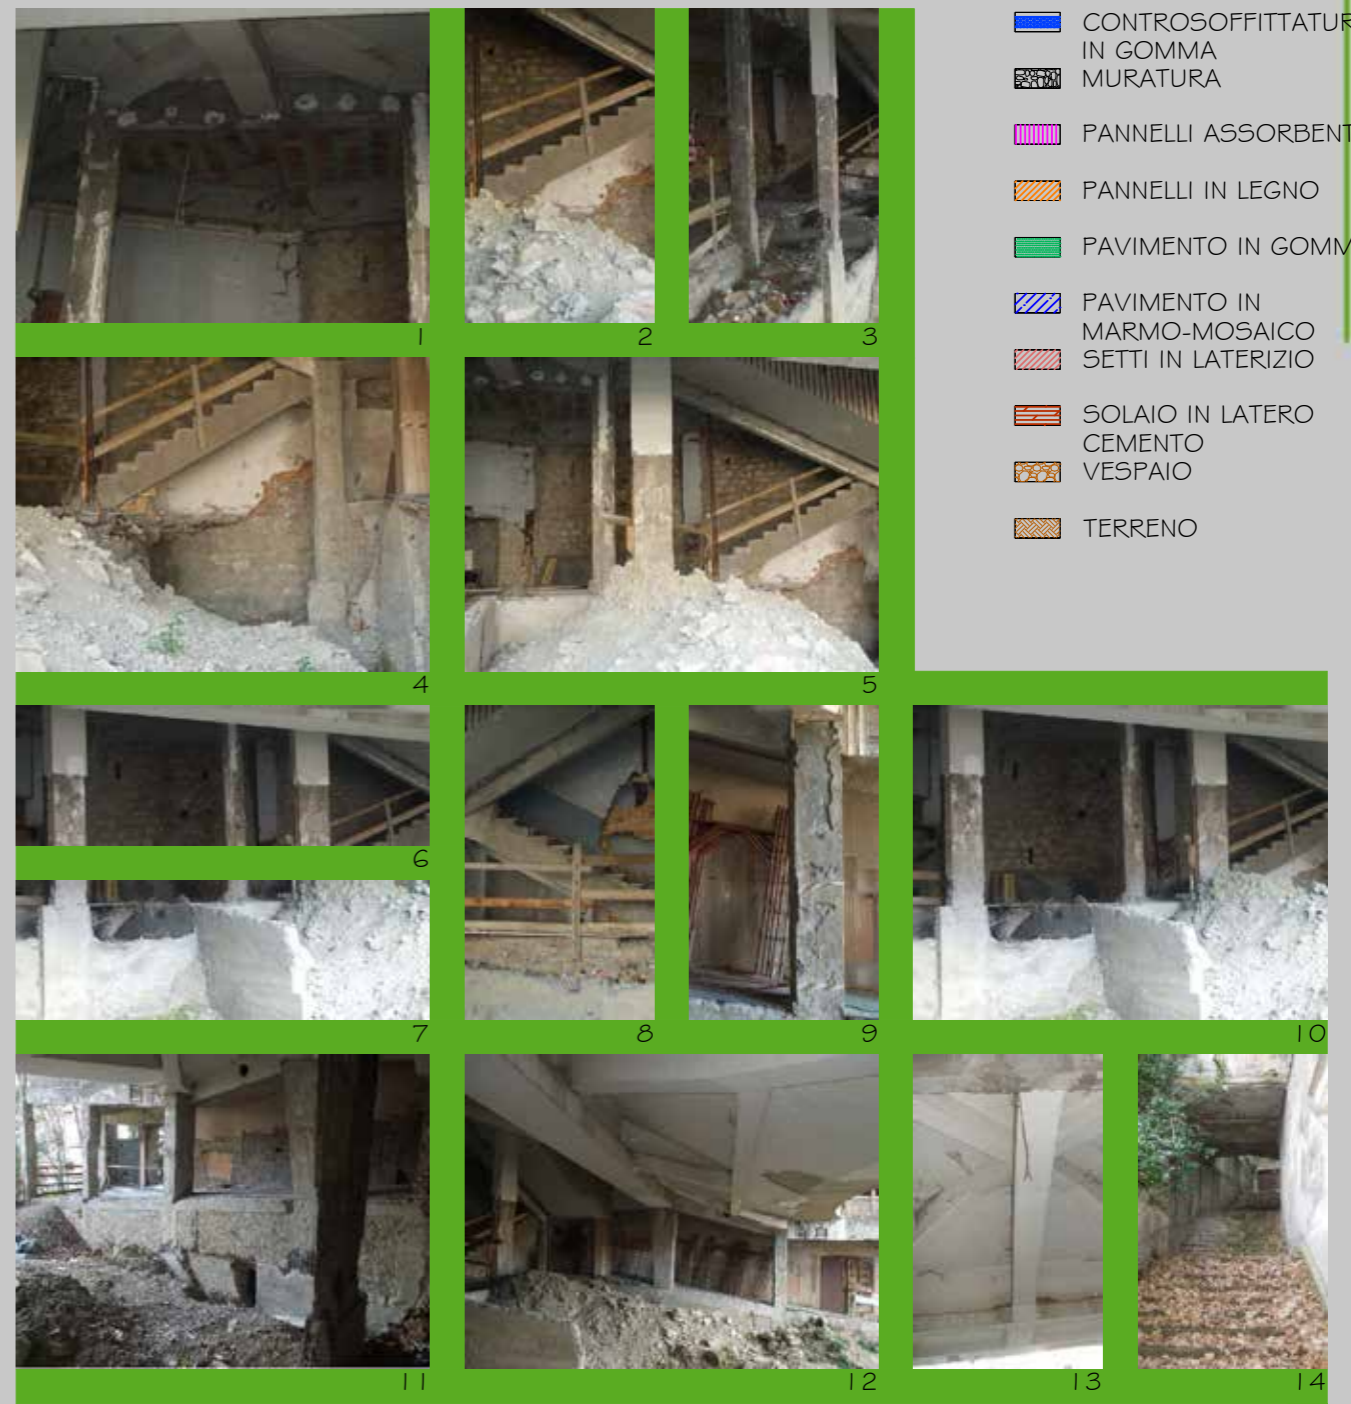 CONTROSOFFITTATUR
IN GOMMA
MURATURA
PANNELLI ASSORBENT
PANNELLI IN LEGNO
PAVIMENTO IN GOMM
PAVIMENTO IN
MARMO-MOSAICO
SETTI IN LATERIZIO
SOLAIO IN LATERO
CEMENTO
VESPAIO
TERRENO
1
2
3
4
5
6
7
8
9
10
11
12
13
14